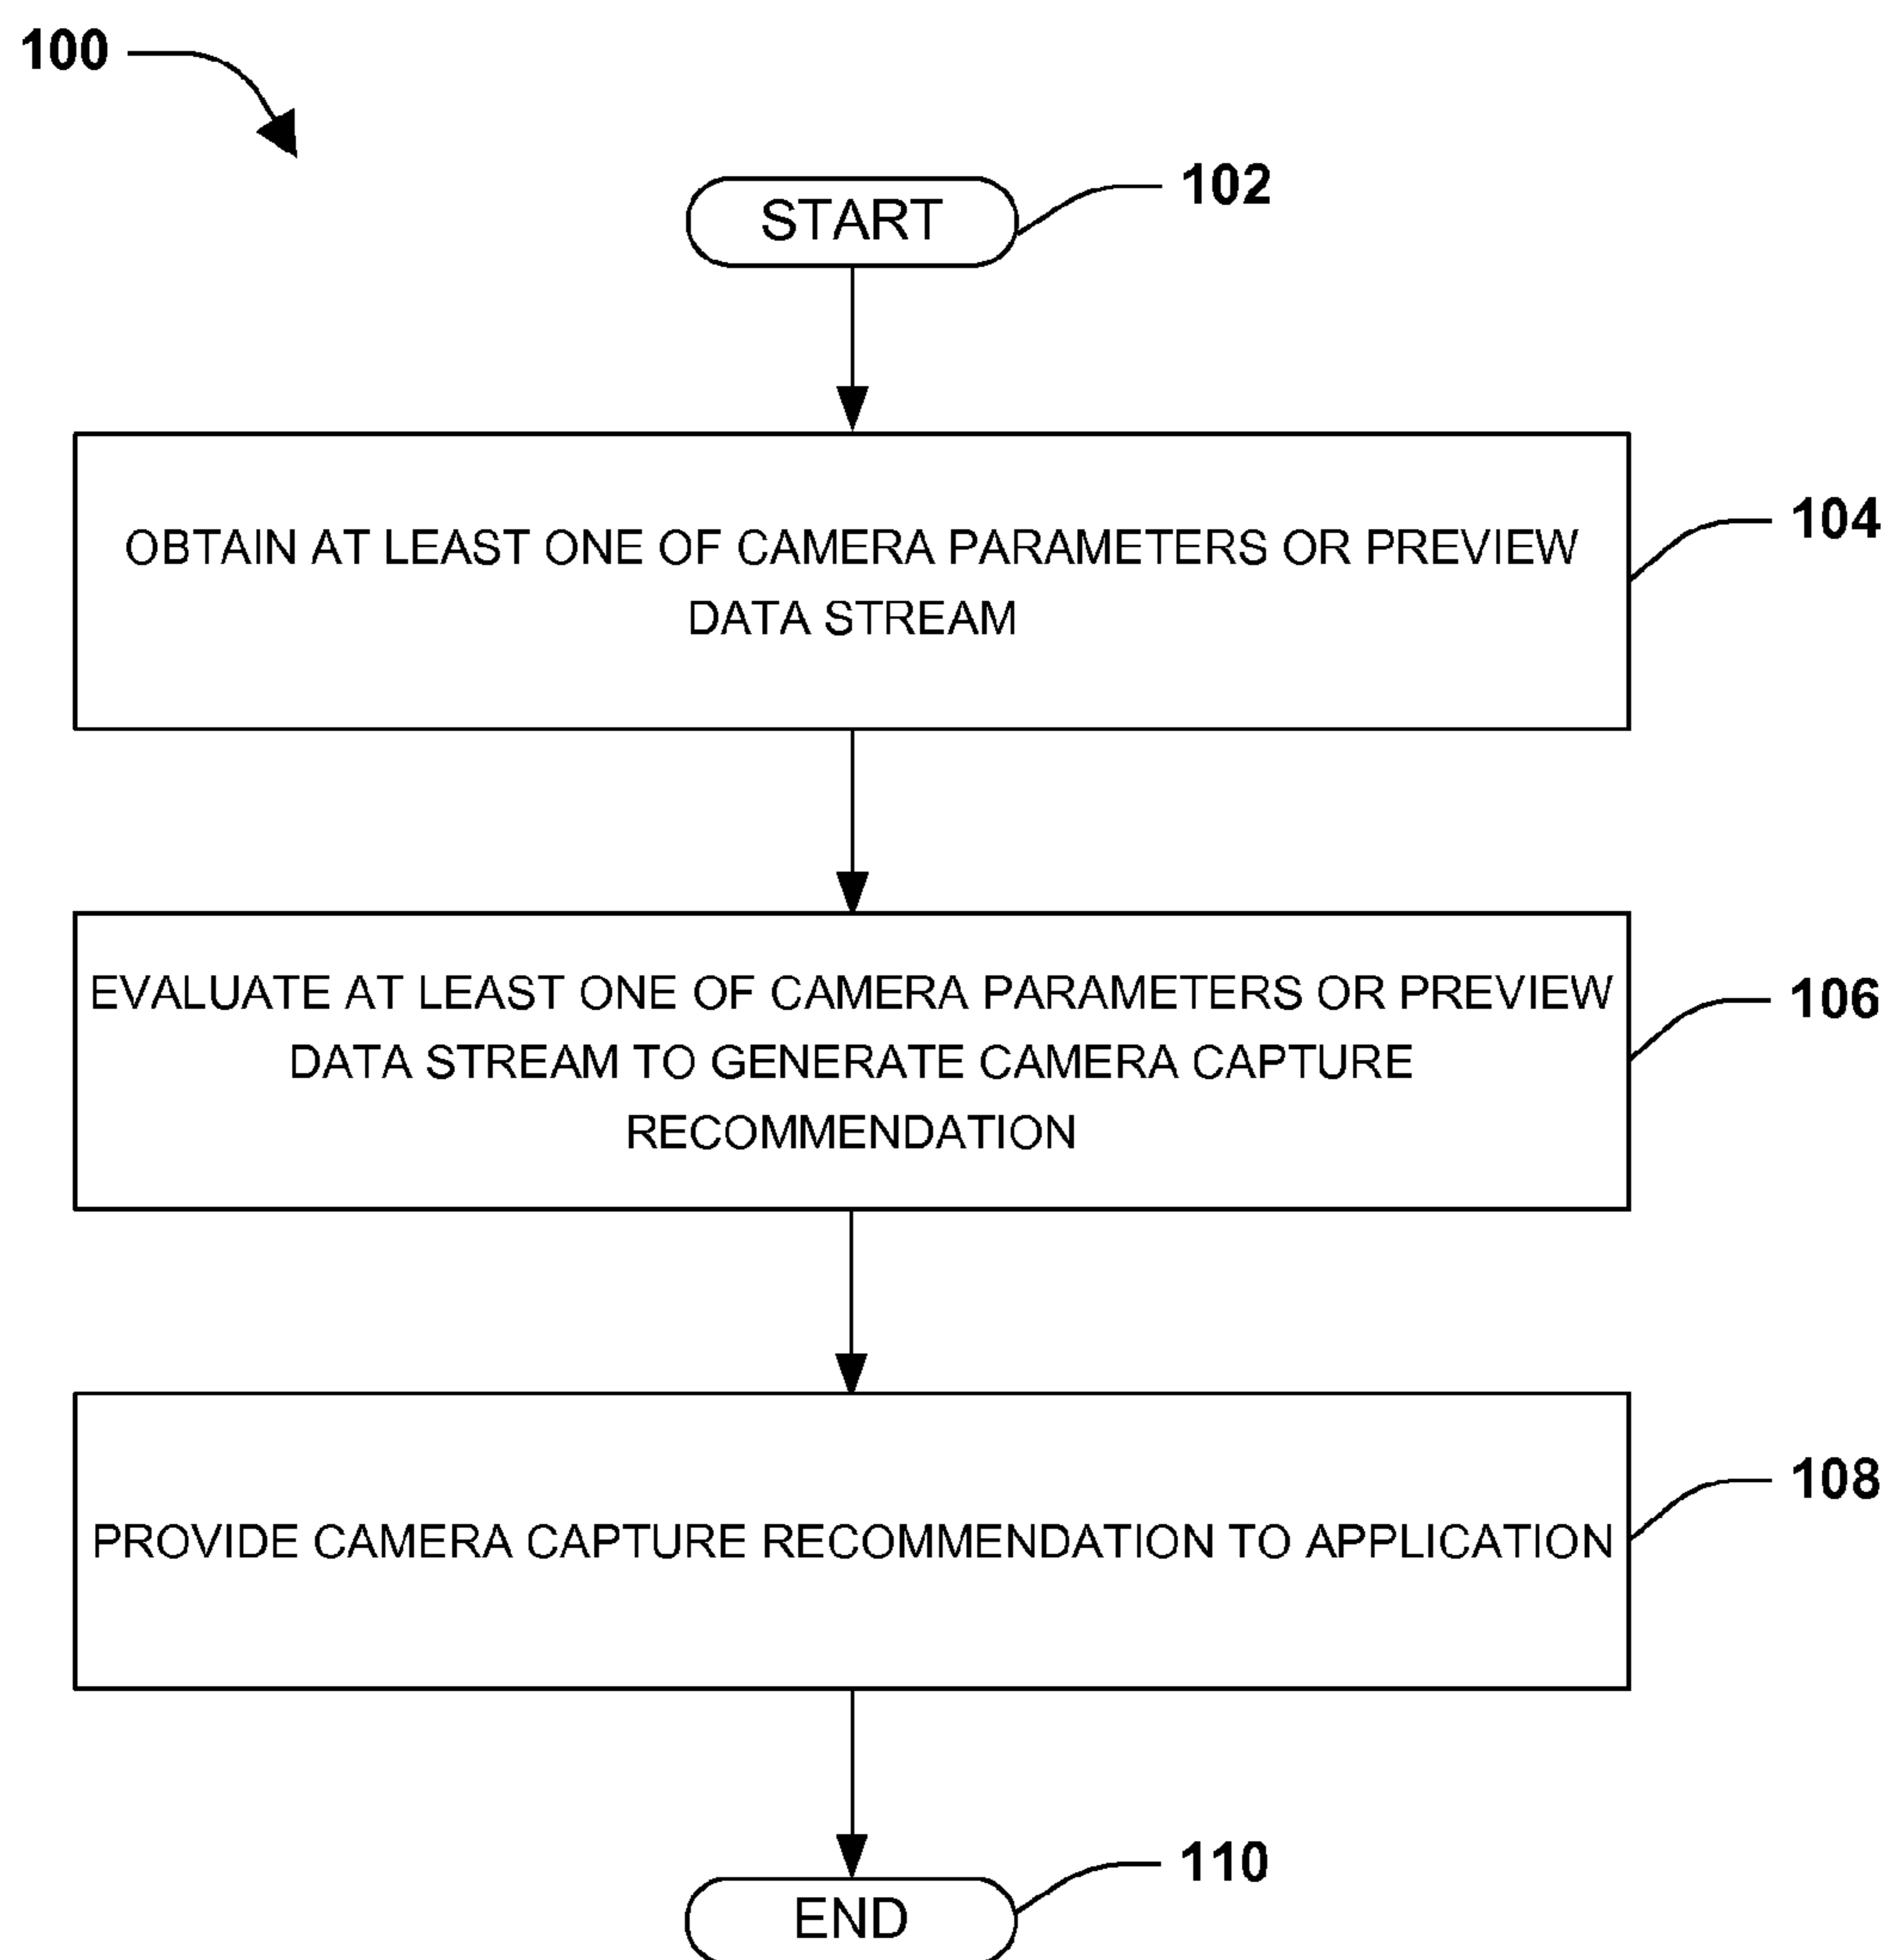 100
102
START
104
OBTAIN AT LEAST ONE OF CAMERA PARAMETERS OR PREVIEW
DATA STREAM
106
EVALUATE AT LEAST ONE OF CAMERA PARAMETERS OR PREVIEW
DATA STREAM TO GENERATE CAMERA CAPTURE
RECOMMENDATION
108
PROVIDE CAMERA CAPTURE RECOMMENDATION TO APPLICATION
110
END